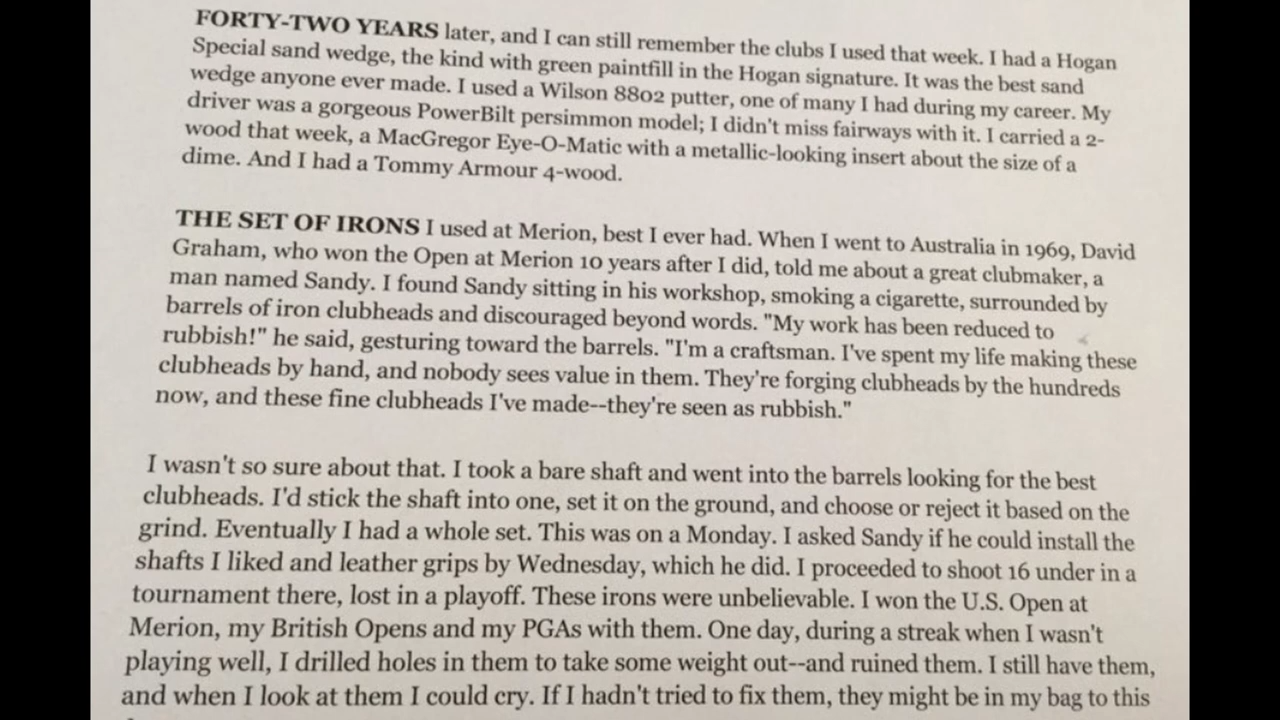 FORTY-TWO YEARS later, and I can still remember the clubs I used that week. I had a Hogan
Special sand wedge, the kind with green paintfill in the Hogan signature. It was the best sand
wedge anyone ever made. I used a Wilson 8802 putter, one of many I had during my career. My
driver was a gorgeous PowerBilt persimmon model; I didn't miss fairways with it. I carried a 2-
wood that week, a MacGregor Eye-O-Matic with a metallic-looking insert about the size of a
dime. And I had a Tommy Armour 4-wood.
THE SET OF IRONS I used at Merion, best I ever had. When I went to Australia in 1969, David
Graham, who won the Open at Merion 10 years after I did, told me about a great clubmaker, a
man named Sandy. I found Sandy sitting in his workshop, smoking a cigarette, surrounded by
barrels of iron clubheads and discouraged beyond words. "My work has been reduced to
rubbish!" he said, gesturing toward the barrels. "I'm a craftsman. I've spent my life making these
clubheads by hand, and nobody sees value in them. They're forging clubheads by the hundreds
now, and these fine clubheads I've made--they're seen as rubbish."
I wasn't so sure about that. I took a bare shaft and went into the barrels looking for the best
clubheads. I'd stick the shaft into one, set it on the ground, and choose or reject it based on the
grind. Eventually I had a whole set. This was on a Monday. I asked Sandy if he could install the
shafts I liked and leather grips by Wednesday, which he did. I proceeded to shoot 16 under in a
tournament there, lost in a playoff. These irons were unbelievable. I won the U.S. Open at
Merion, my British Opens and my PGAs with them. One day, during a streak when I wasn't
playing well, I drilled holes in them to take some weight out--and ruined them. I still have them,
and when I look at them I could cry. If I hadn't tried to fix them, they might be in my bag to this